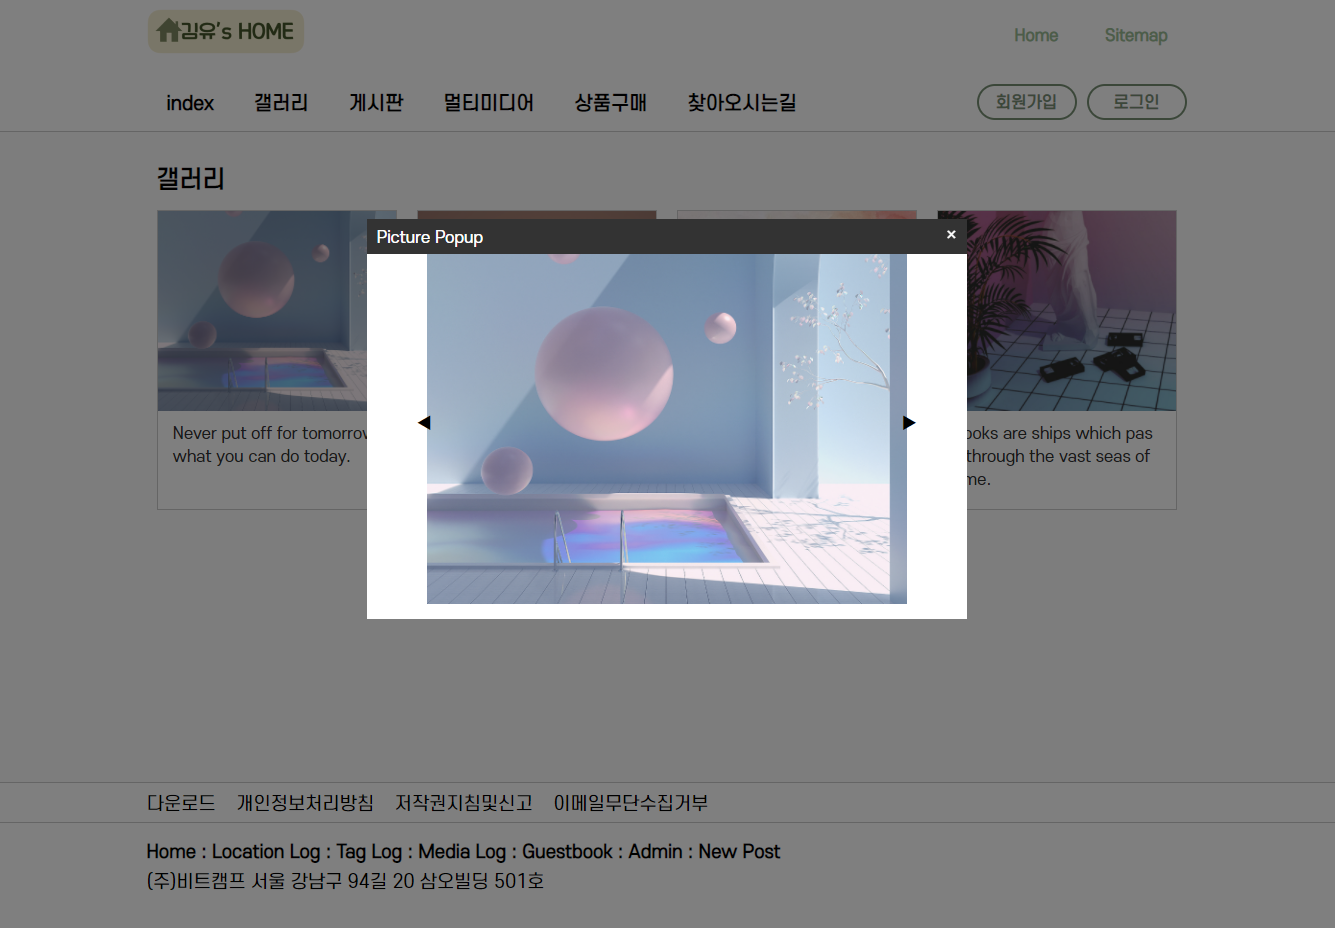 김유's HOME
Home Sitemap
index 갤러리 게시판 멀티미디어 상품구매 찾아오시는길 회원가입 로그인
갤러리
Picture Popup ×
◀ ▶
Never put off for
what you can do today.
are ships which pas
through the vast seas of
다운로드 개인정보처리방침 저작권지침및신고 이메일무단수집거부
Home : Location Log : Tag Log : Media Log : Guestbook : Admin : New Post
(주)비트캠프 서울 강남구 94길 20 삼오빌딩 501호